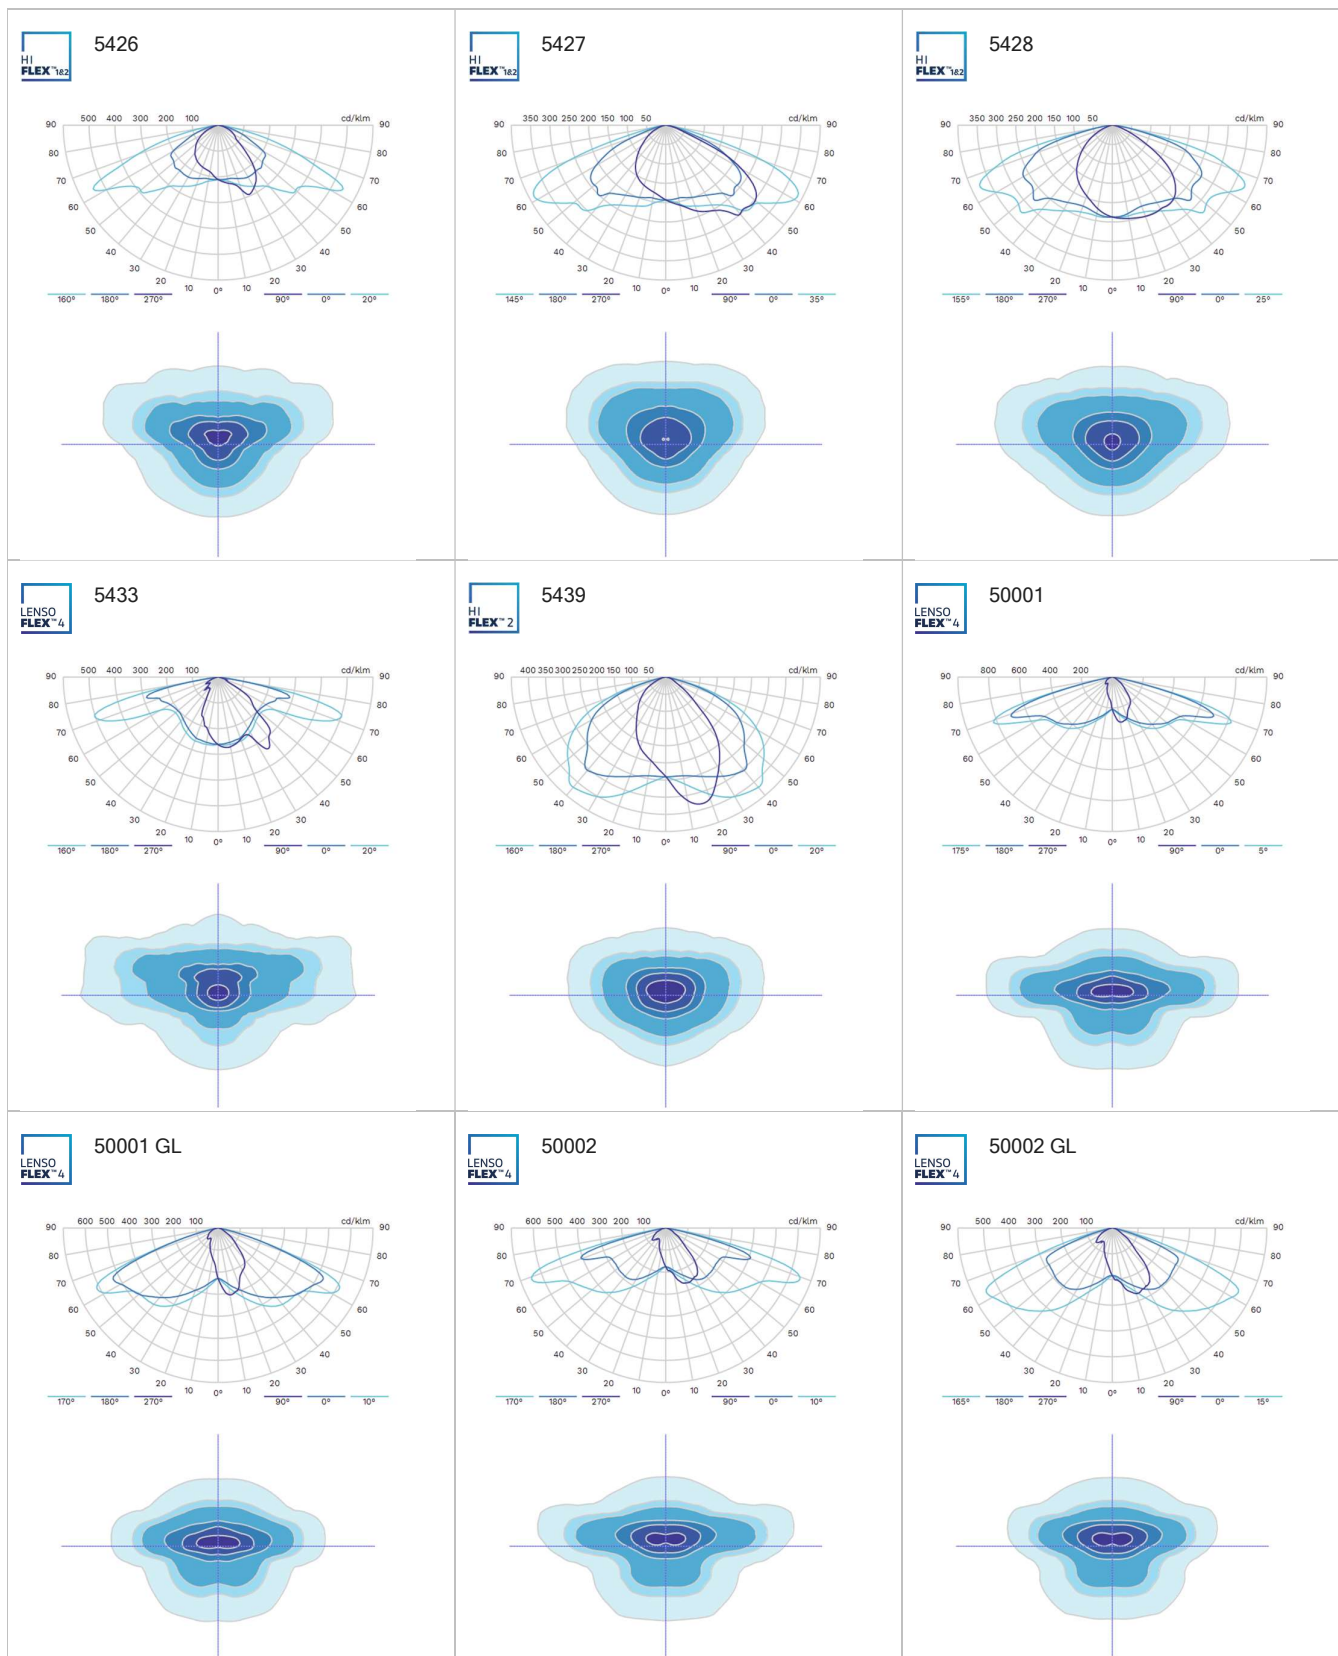 HI
FLEX™1&2
5426
500 400 300 200 100 cd/klm
90 90
80 80
70 70
60 60
50 50
40 40
30 30
20 10 0° 10 20
160° 180° 270° 90° 0° 20°
HI
FLEX™1&2
5427
350 300 250 200 150 100 50 cd/klm
90 90
80 80
70 70
60 60
50 50
40 40
30 30
20 10 0° 10 20
145° 180° 270° 90° 0° 35°
HI
FLEX™1&2
5428
350 300 250 200 150 100 50 cd/klm
90 90
80 80
70 70
60 60
50 50
40 40
30 30
20 10 0° 10 20
155° 180° 270° 90° 0° 25°
LENSO
FLEX™4
5433
500 400 300 200 100 cd/klm
90 90
80 80
70 70
60 60
50 50
40 40
30 30
20 10 0° 10 20
160° 180° 270° 90° 0° 20°
HI
FLEX™2
5439
400 350 300 250 200 150 100 50 cd/klm
90 90
80 80
70 70
60 60
50 50
40 40
30 30
20 10 0° 10 20
160° 180° 270° 90° 0° 20°
LENSO
FLEX™4
50001
800 600 400 200 cd/klm
90 90
80 80
70 70
60 60
50 50
40 40
30 30
20 10 0° 10 20
175° 180° 270° 90° 0° 5°
LENSO
FLEX™4
50001 GL
600 500 400 300 200 100 cd/klm
90 90
80 80
70 70
60 60
50 50
40 40
30 30
20 10 0° 10 20
170° 180° 270° 90° 0° 10°
LENSO
FLEX™4
50002
600 500 400 300 200 100 cd/klm
90 90
80 80
70 70
60 60
50 50
40 40
30 30
20 10 0° 10 20
170° 180° 270° 90° 0° 10°
LENSO
FLEX™4
50002 GL
500 400 300 200 100 cd/klm
90 90
80 80
70 70
60 60
50 50
40 40
30 30
20 10 0° 10 20
165° 180° 270° 90° 0° 15°